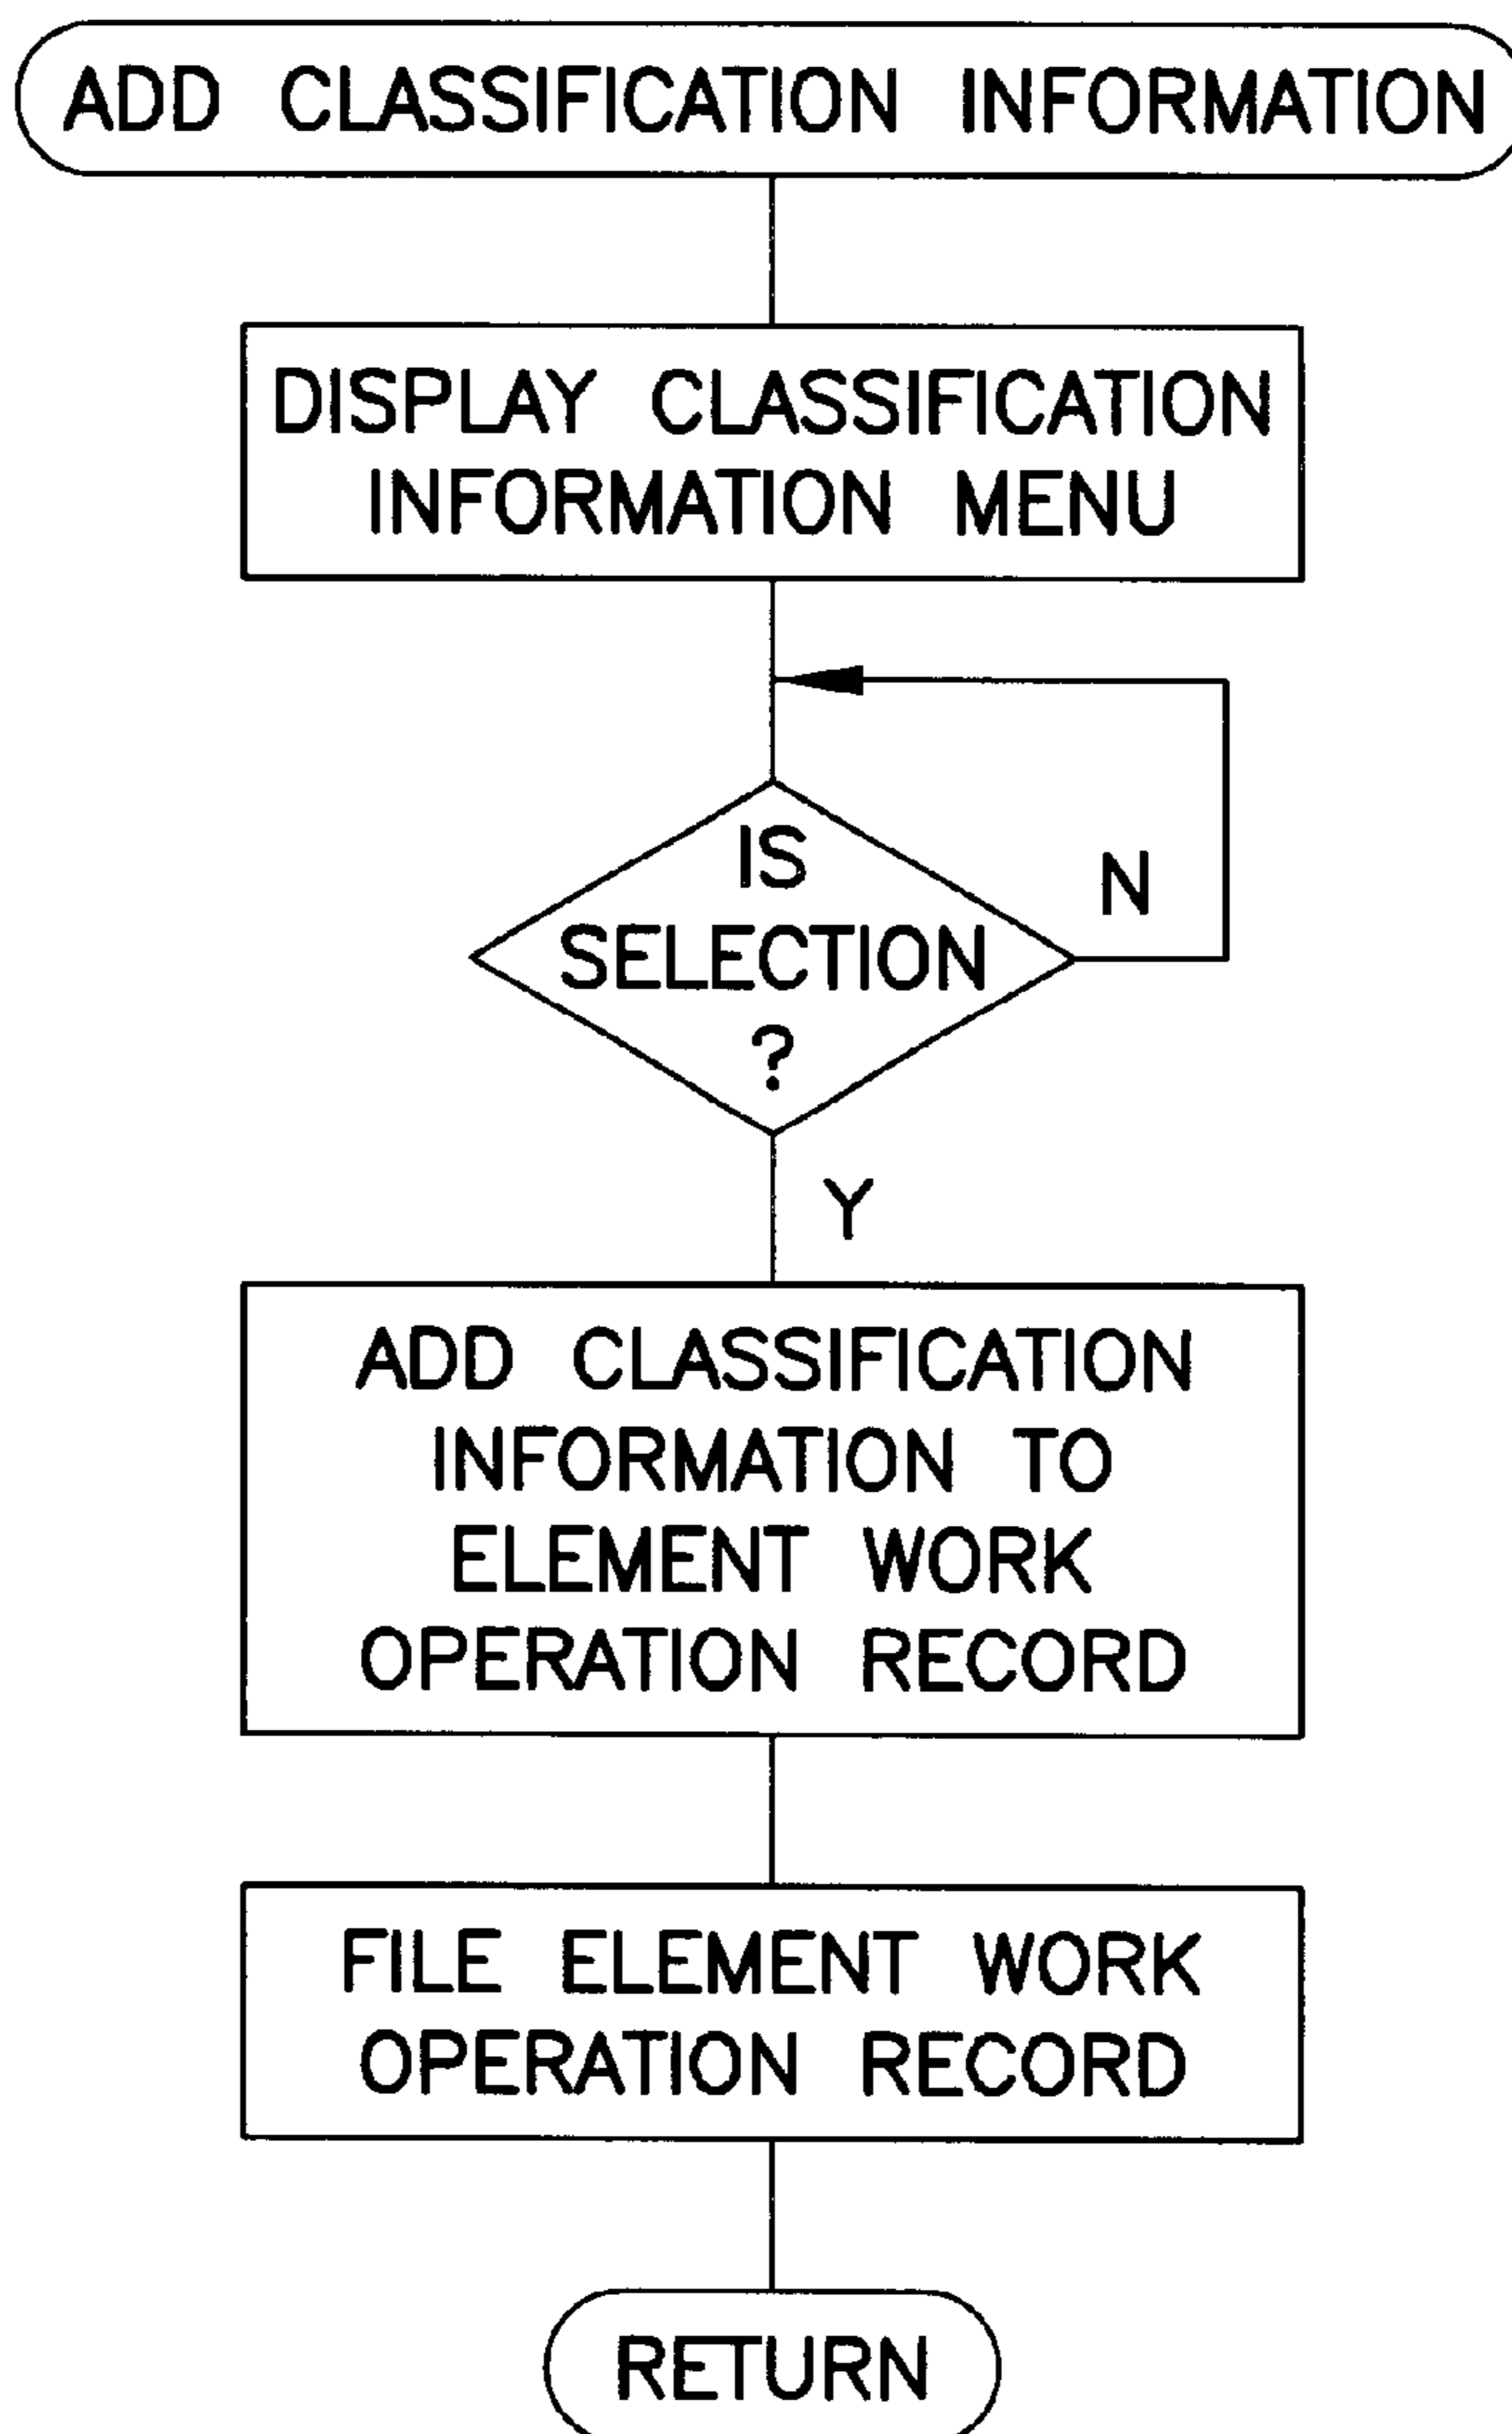 ADD CLASSIFICATION INFORMATION
DISPLAY CLASSIFICATION
INFORMATION MENU
IS
SELECTION
?
N
Y
ADD CLASSIFICATION
INFORMATION TO
ELEMENT WORK
OPERATION RECORD
FILE ELEMENT WORK
OPERATION RECORD
RETURN